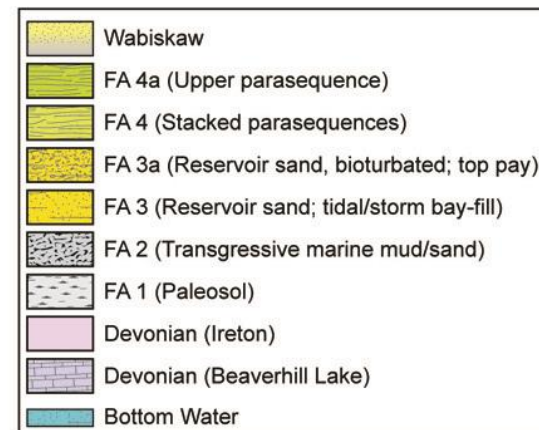 Wabiskaw
FA 4a (Upper parasequence)
FA 4 (Stacked parasequences)
FA 3a (Reservoir sand, bioturbated; top pay)
FA 3 (Reservoir sand; tidal/storm bay-fill)
FA 2 (Transgressive marine mud/sand)
FA 1 (Paleosol)
Devonian (Ireton)
Devonian (Beaverhill Lake)
Bottom Water